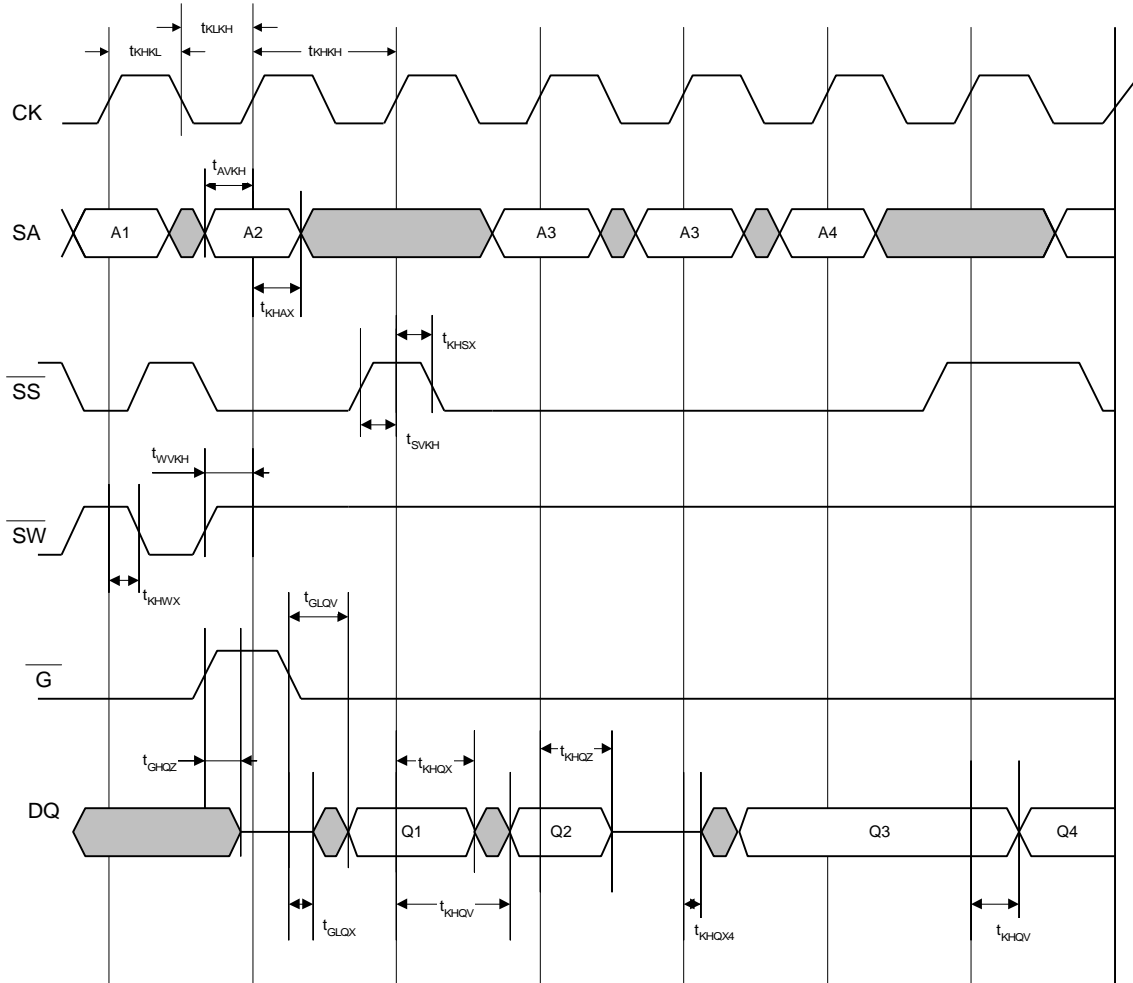 tKLKH
tKHKL
tKHKH
CK
tAVKH
SA
A1
A2
A3
A3
A4
tKHAX
tKHSX
SS
tSVKH
tWVKH
SW
tKHWX
tGLQV
G
tGHQZ
tKHQX
tKHQZ
DQ
Q1
Q2
Q3
Q4
tGLQX
tKHQV
tKHQX4
tKHQV